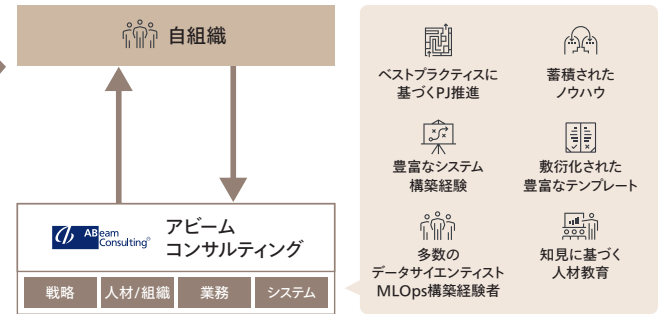 自組織
ABeam
Consulting®
アビーム
コンサルティング
戦略
人材/組織
業務
システム
ベストプラクティスに
基づくPJ推進
蓄積された
ノウハウ
豊富なシステム
構築経験
敷衍化された
豊富なテンプレート
多数の
データサイエンティスト
MLOps構築経験者
知見に基づく
人材教育